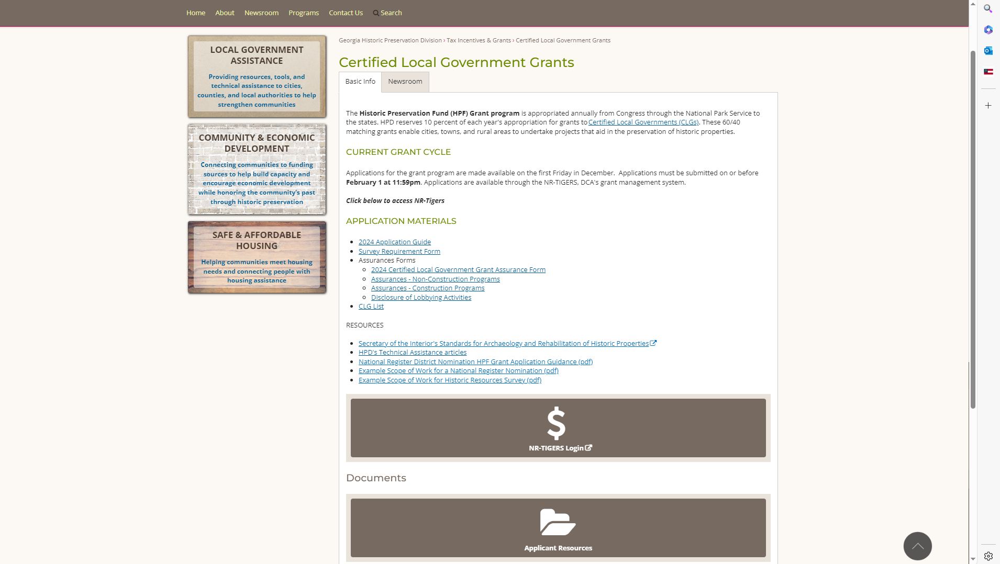 Home About Newsroom Programs Contact Us Search
LOCAL GOVERNMENT
ASSISTANCE
Providing resources, tools, and
technical assistance to cities,
counties, and local authorities to help
strengthen communities
COMMUNITY & ECONOMIC
DEVELOPMENT
Connecting communities to funding
sources to help build capacity and
encourage economic development
while honoring the community's past
through historic preservation
SAFE & AFFORDABLE
HOUSING
Helping communities meet housing
needs and connecting people with
housing assistance
Georgia Historic Preservation Division › Tax Incentives & Grants › Certified Local Government Grants
Certified Local Government Grants
Basic Info Newsroom
The Historic Preservation Fund (HPF) Grant program is appropriated annually from Congress through the National Park Service to
the states. HPD reserves 10 percent of each year's appropriation for grants to Certified Local Governments (CLGs). These 60/40
matching grants enable cities, towns, and rural areas to undertake projects that aid in the preservation of historic properties.
CURRENT GRANT CYCLE
Applications for the grant program are made available on the first Friday in December. Applications must be submitted on or before
February 1 at 11:59pm. Applications are available through the NR-TIGERS, DCA's grant management system.
Click below to access NR-Tigers
APPLICATION MATERIALS
• 2024 Application Guide
• Survey Requirement Form
• Assurances Forms
◦ 2024 Certified Local Government Grant Assurance Form
◦ Assurances - Non-Construction Programs
◦ Assurances - Construction Programs
◦ Disclosure of Lobbying Activities
• CLG List
RESOURCES
• Secretary of the Interior's Standards for Archaeology and Rehabilitation of Historic Properties
• HPD's Technical Assistance articles
• National Register District Nomination HPF Grant Application Guidance (pdf)
• Example Scope of Work for a National Register Nomination (pdf)
• Example Scope of Work for Historic Resources Survey (pdf)
$
NR-TIGERS Login
Documents
Applicant Resources